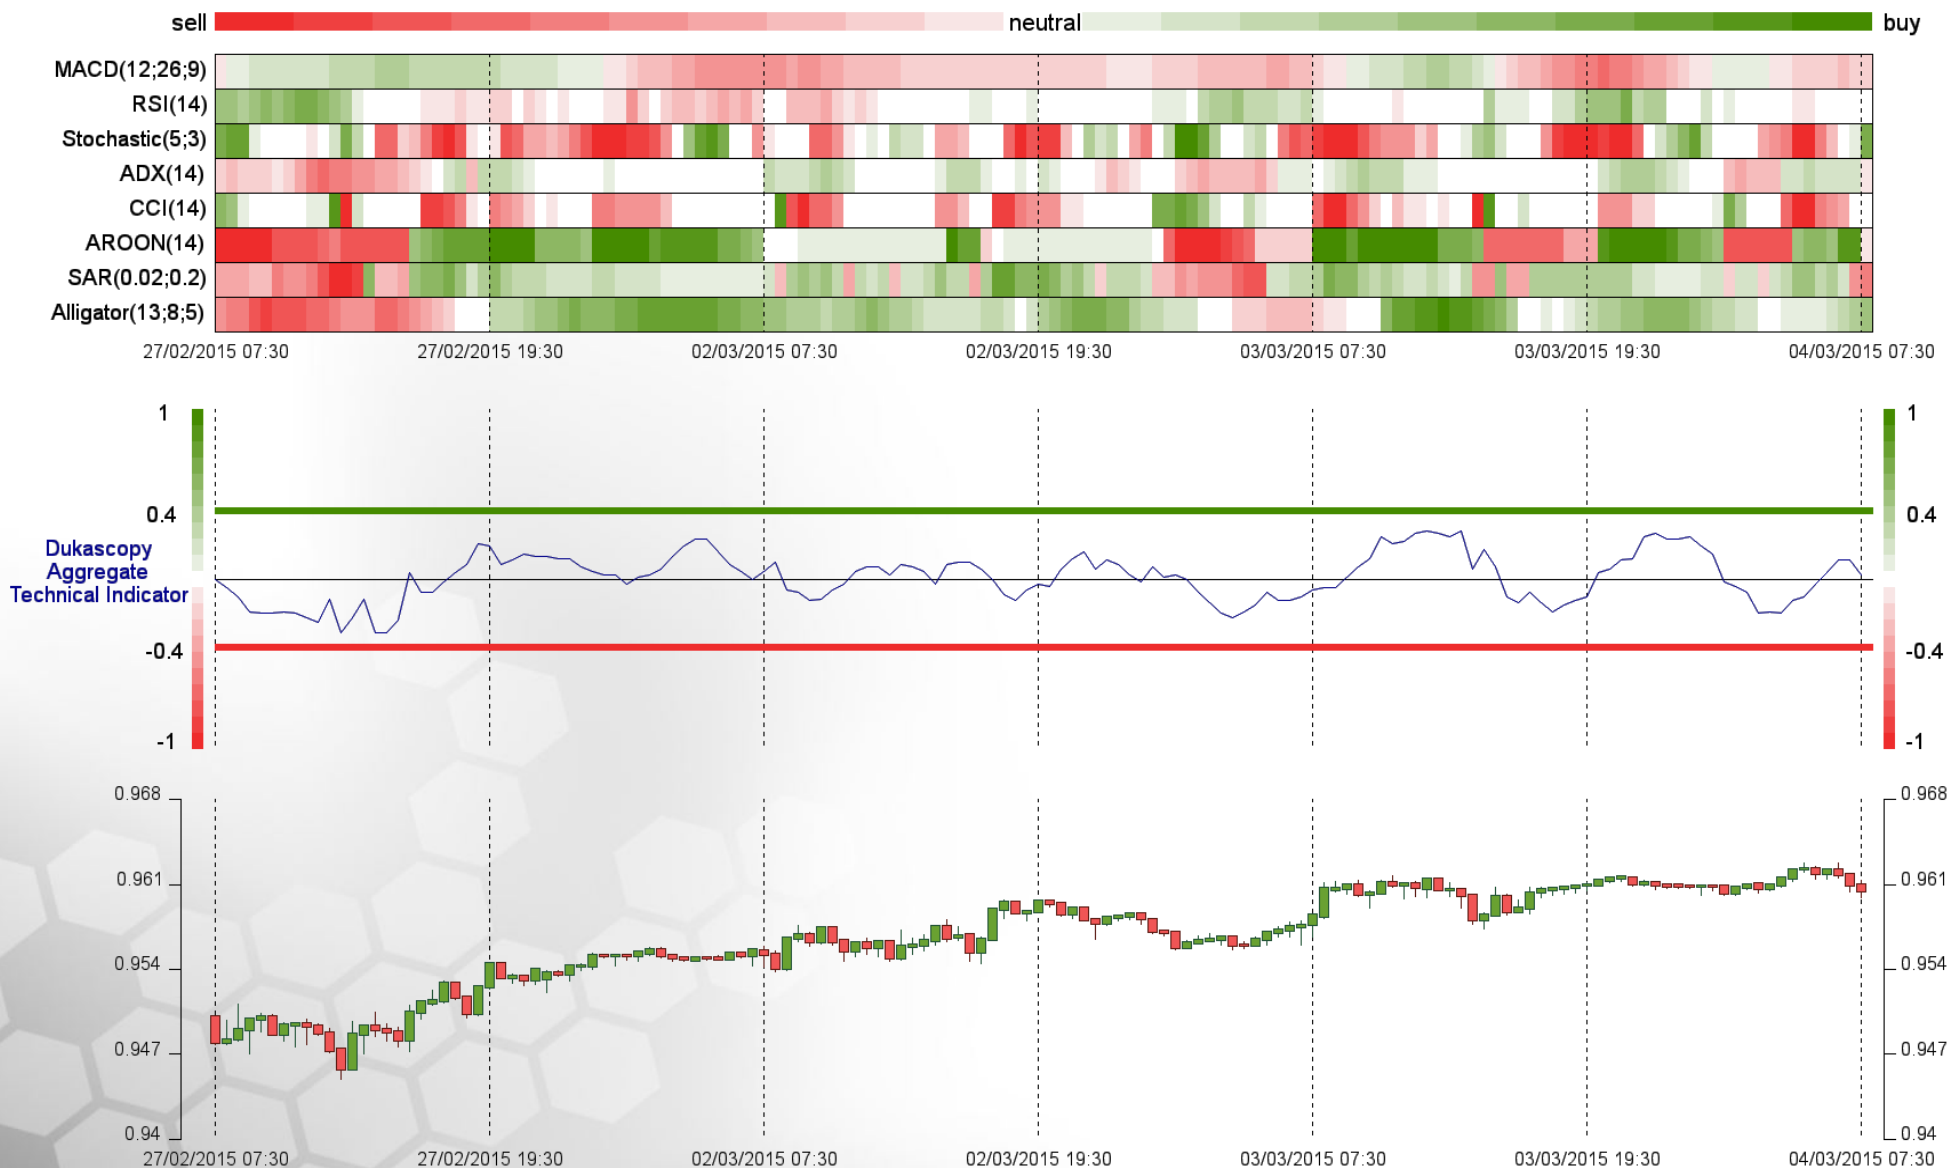 sell neutral buy
MACD(12;26;9)
RSI(14)
Stochastic(5;3)
ADX(14)
CCI(14)
AROON(14)
SAR(0.02;0.2)
Alligator(13;8;5)
27/02/2015 07:30 27/02/2015 19:30 02/03/2015 07:30 02/03/2015 19:30 03/03/2015 07:30 03/03/2015 19:30 04/03/2015 07:30
1 1
0.4 0.4
Dukascopy
Aggregate
Technical Indicator
-0.4 -0.4
-1 -1
0.968 0.968
0.961 0.961
0.954 0.954
0.947 0.947
0.94 0.94
27/02/2015 07:30 27/02/2015 19:30 02/03/2015 07:30 02/03/2015 19:30 03/03/2015 07:30 03/03/2015 19:30 04/03/2015 07:30